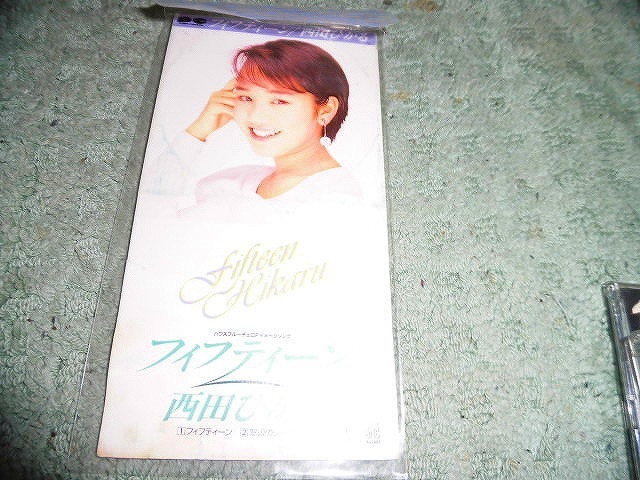 フィフティーン/西田ひかる
Fifteen
Hikaru
ハウスフルーチェCFイメージソング
フィフティーン
西田ひ
1 フィフティーン 2